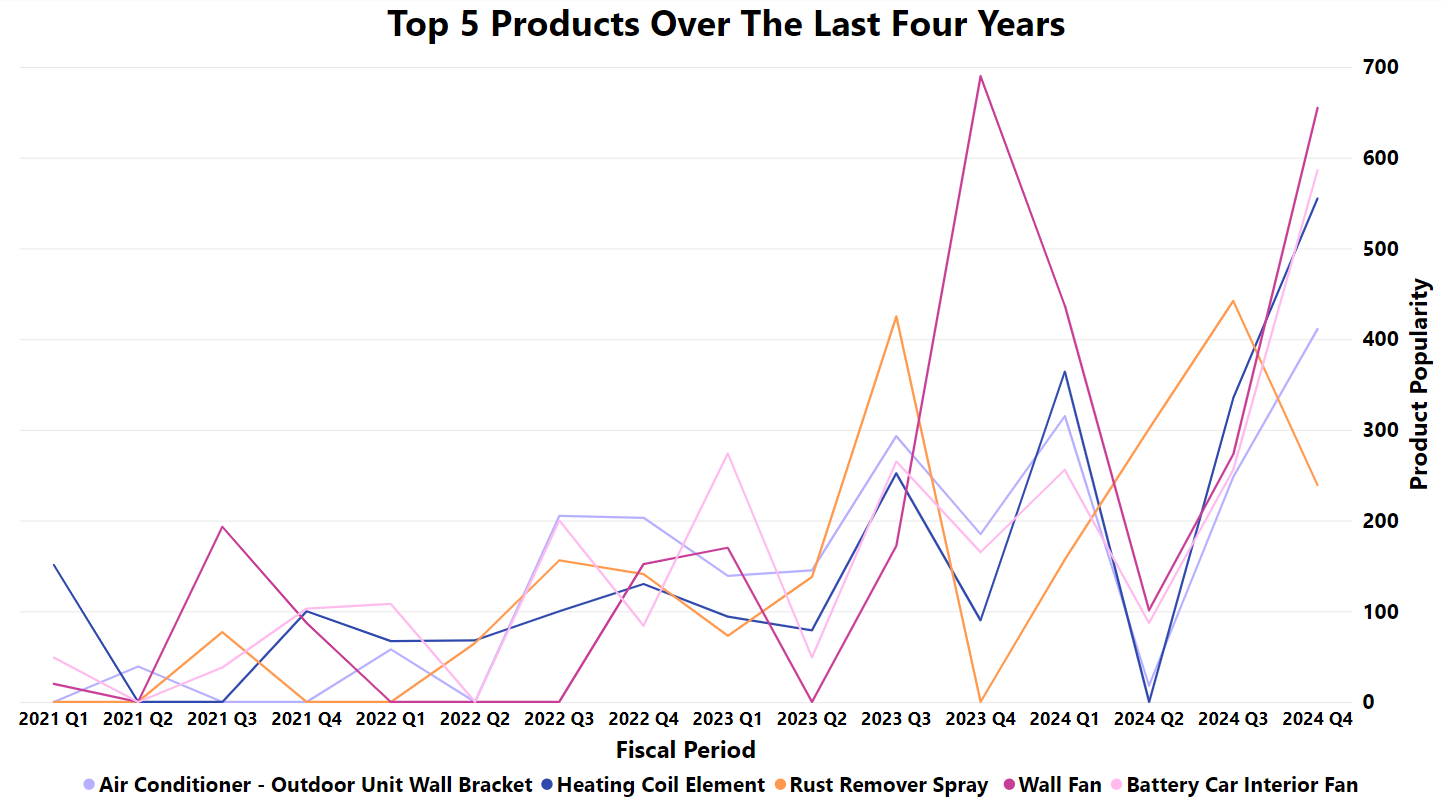 Top 5 Products Over The Last Four Years
700
600
500
400
300
200
100
0
Product Popularity
2021 Q1 2021 Q2 2021 Q3 2021 Q4 2022 Q1 2022 Q2 2022 Q3 2022 Q4 2023 Q1 2023 Q2 2023 Q3 2023 Q4 2024 Q1 2024 Q2 2024 Q3 2024 Q4
Fiscal Period
Air Conditioner - Outdoor Unit Wall Bracket Heating Coil Element Rust Remover Spray Wall Fan Battery Car Interior Fan